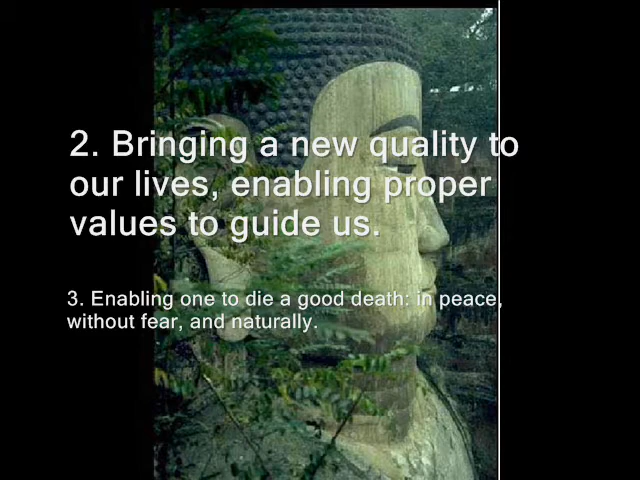 2. Bringing a new quality to
our lives, enabling proper
values to guide us.
3. Enabling one to die a good death: in peace,
without fear, and naturally.